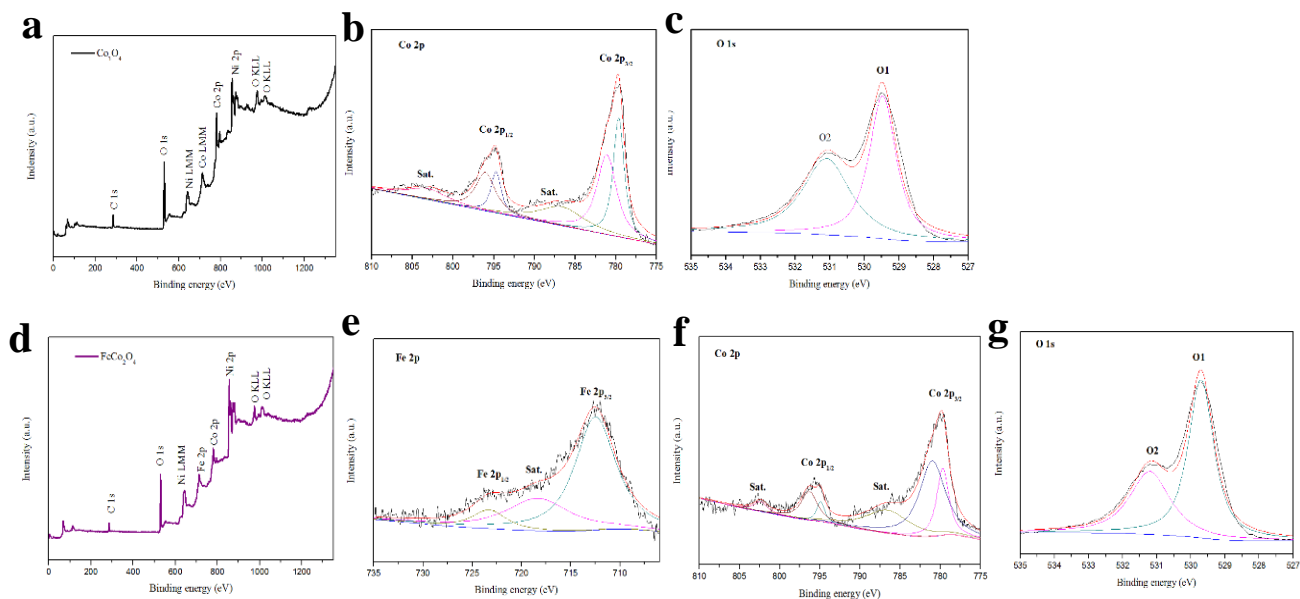 a
Co₃O₄
Indensity (a.u.)
C 1s
O 1s
Ni LMM
Co LMM
Co 2p
Ni 2p
O KLL
O KLL
0 200 400 600 800 1000 1200
Binding energy (eV)
b
Co 2p
Intensity (a.u.)
Sat.
Co 2p1/2
Sat.
Co 2p3/2
810 805 800 795 790 785 780 775
Binding energy (eV)
c
O 1s
Intensity (a.u.)
O2
O1
535 534 533 532 531 530 529 528 527
Binding energy (eV)
d
FeCo₂O₄
Intensity (a.u.)
C 1s
O 1s
Ni LMM
Fe 2p
Co 2p
Ni 2p
O KLL
O KLL
0 200 400 600 800 1000 1200
Binding energy (eV)
e
Fe 2p
Intensity (a.u.)
Fe 2p1/2
Sat.
Fe 2p3/2
735 730 725 720 715 710
Binding energy (eV)
f
Co 2p
Intensity (a.u.)
Sat.
Co 2p1/2
Sat.
Co 2p3/2
810 805 800 795 790 785 780 775
Binding energy (eV)
g
O 1s
Intensity (a.u.)
O2
O1
535 534 533 532 531 530 529 528 527
Binding energy (eV)